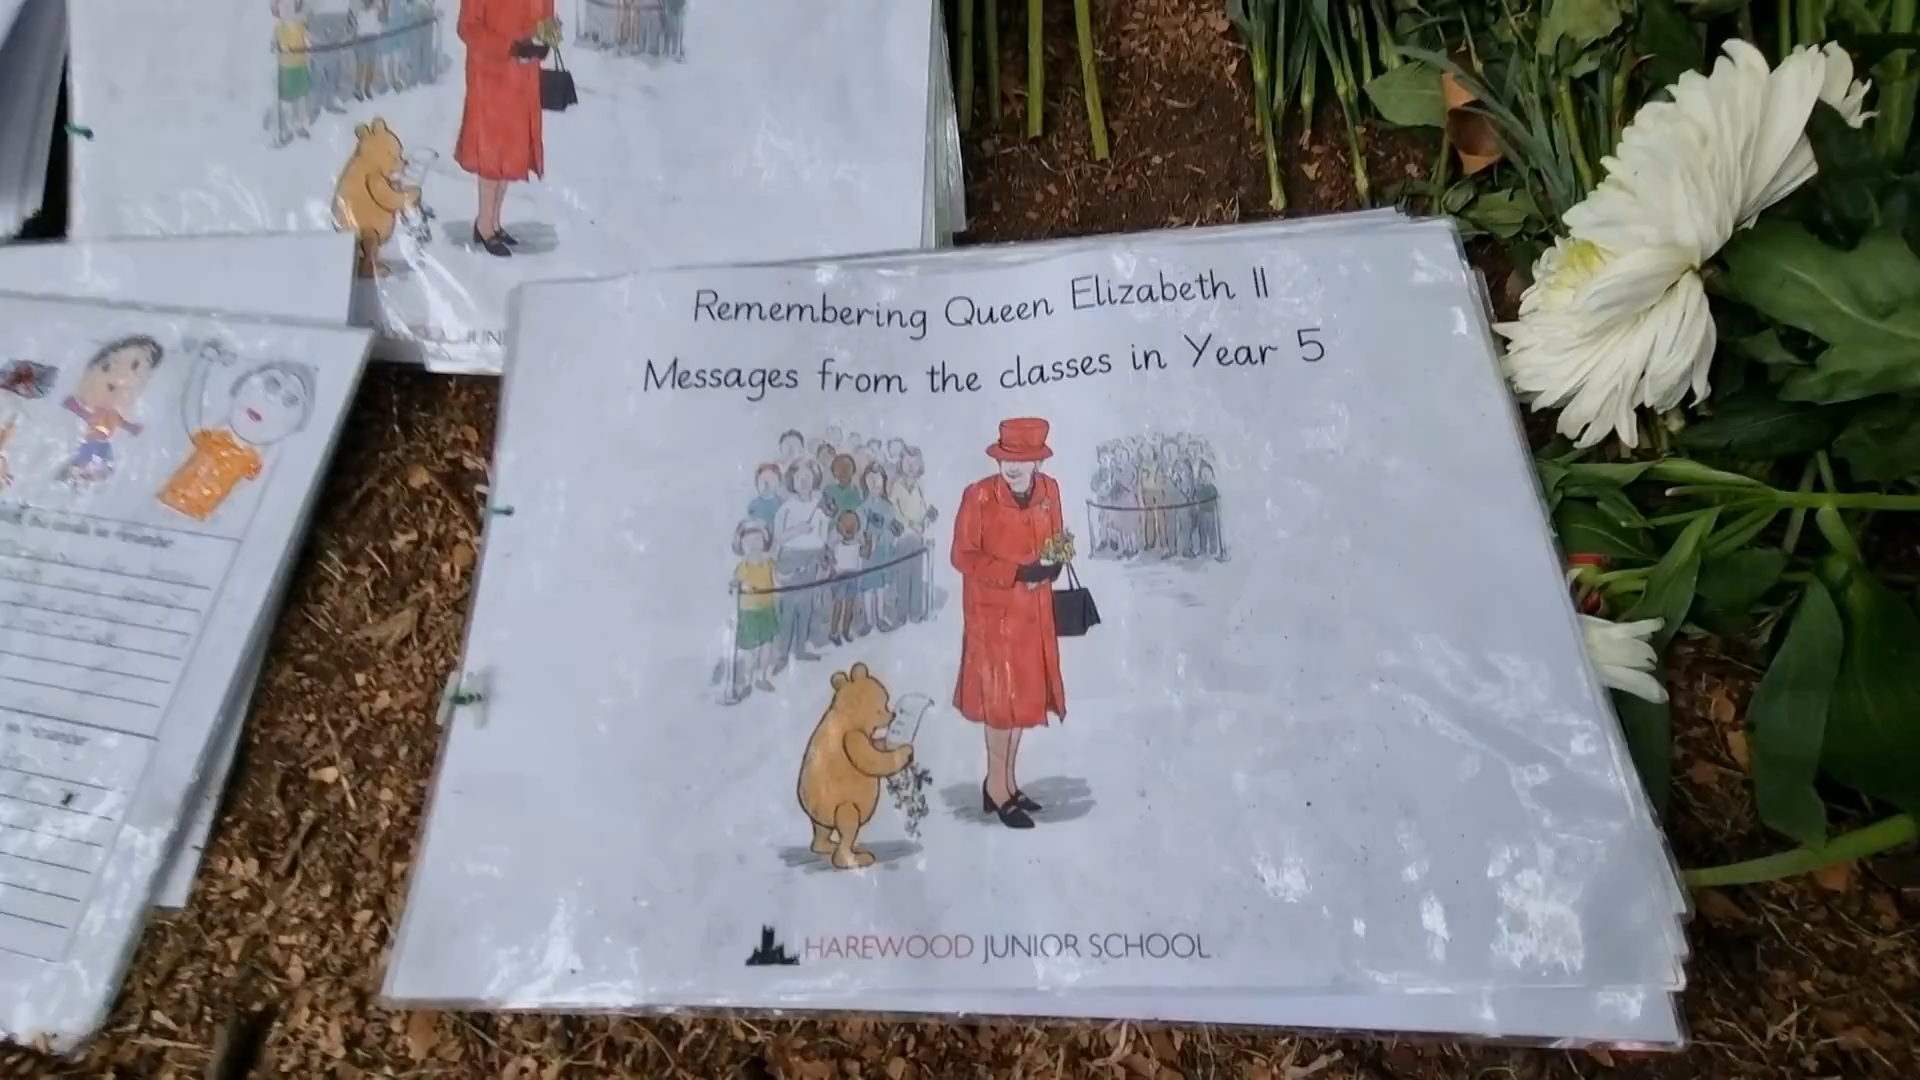 Remembering Queen Elizabeth II
Messages from the classes in Year 5
HAREWOOD JUNIOR SCHOOL